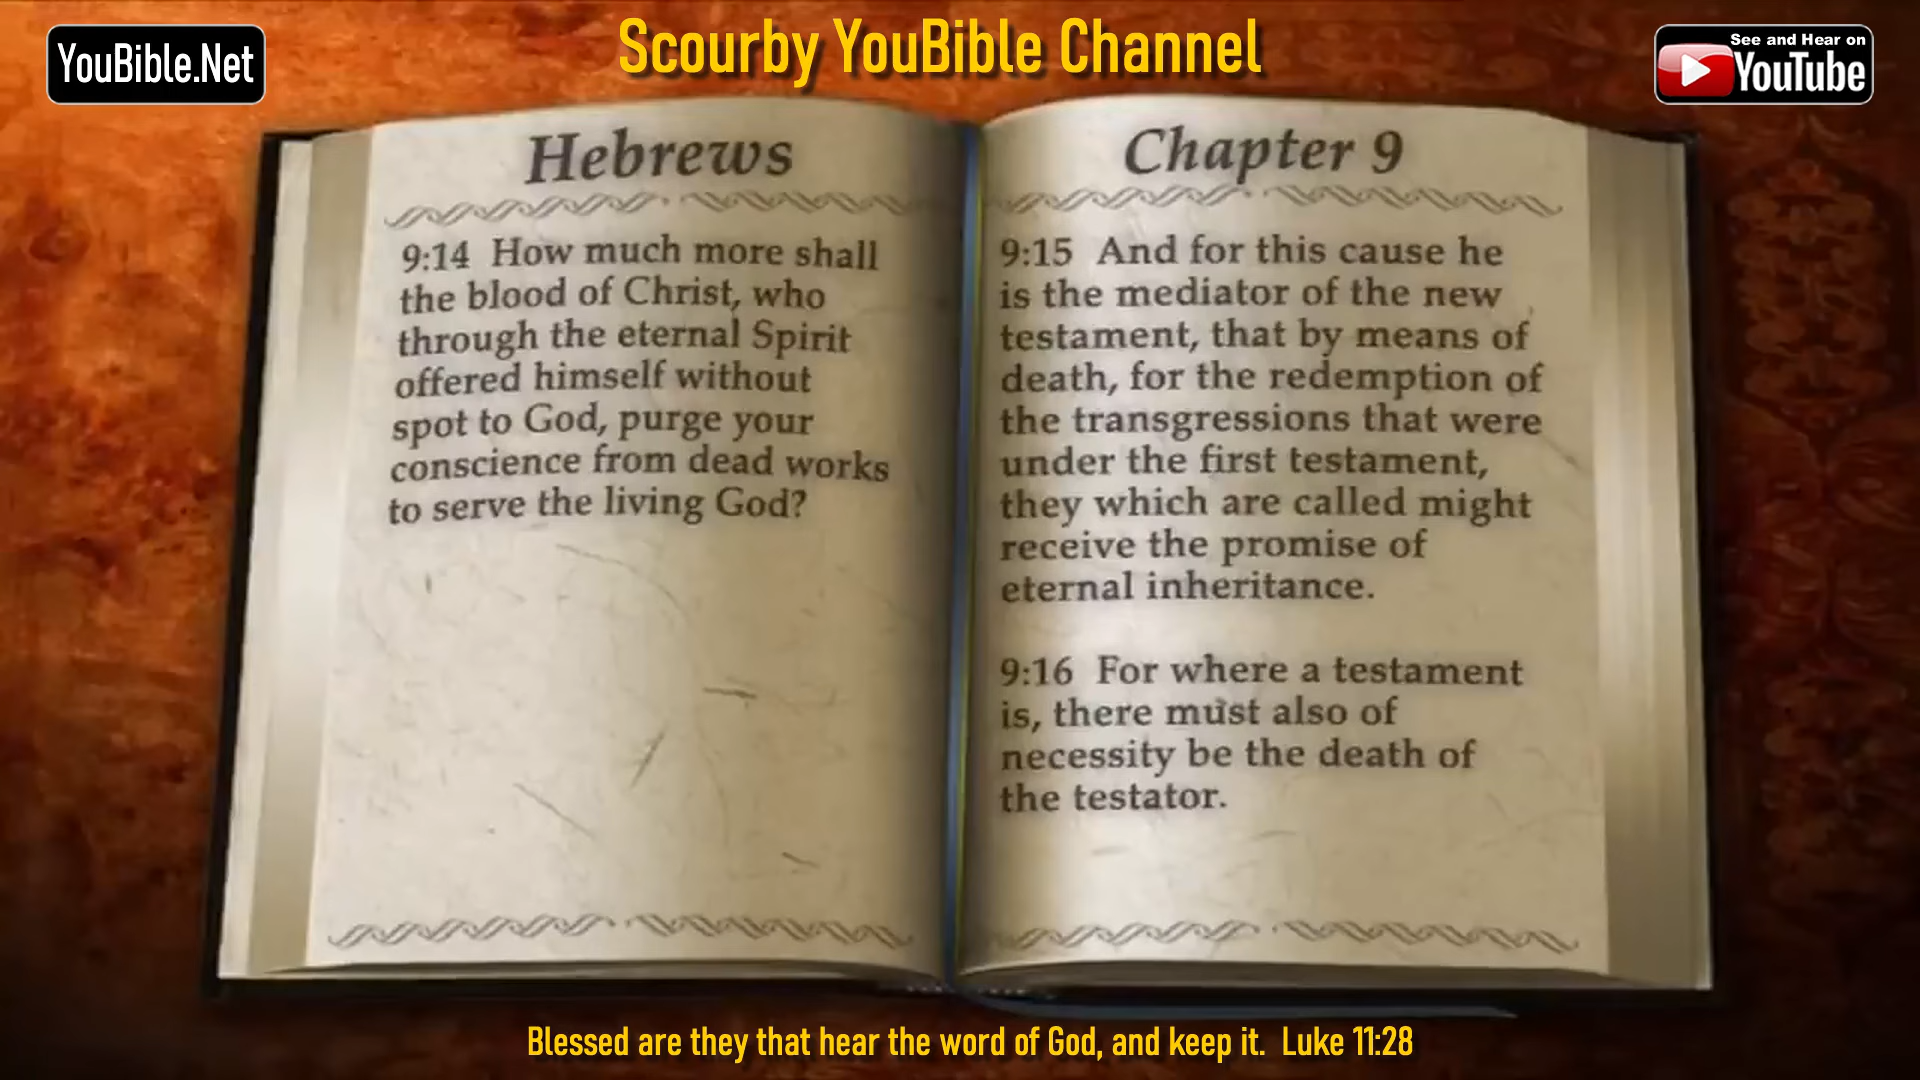 YouBible.Net
Scourby YouBible Channel
See and Hear on
YouTube
Hebrews
9:14 How much more shall
the blood of Christ, who
through the eternal Spirit
offered himself without
spot to God, purge your
conscience from dead works
to serve the living God?
Chapter 9
9:15 And for this cause he
is the mediator of the new
testament, that by means of
death, for the redemption of
the transgressions that were
under the first testament,
they which are called might
receive the promise of
eternal inheritance.
9:16 For where a testament
is, there must also of
necessity be the death of
the testator.
Blessed are they that hear the word of God, and keep it. Luke 11:28